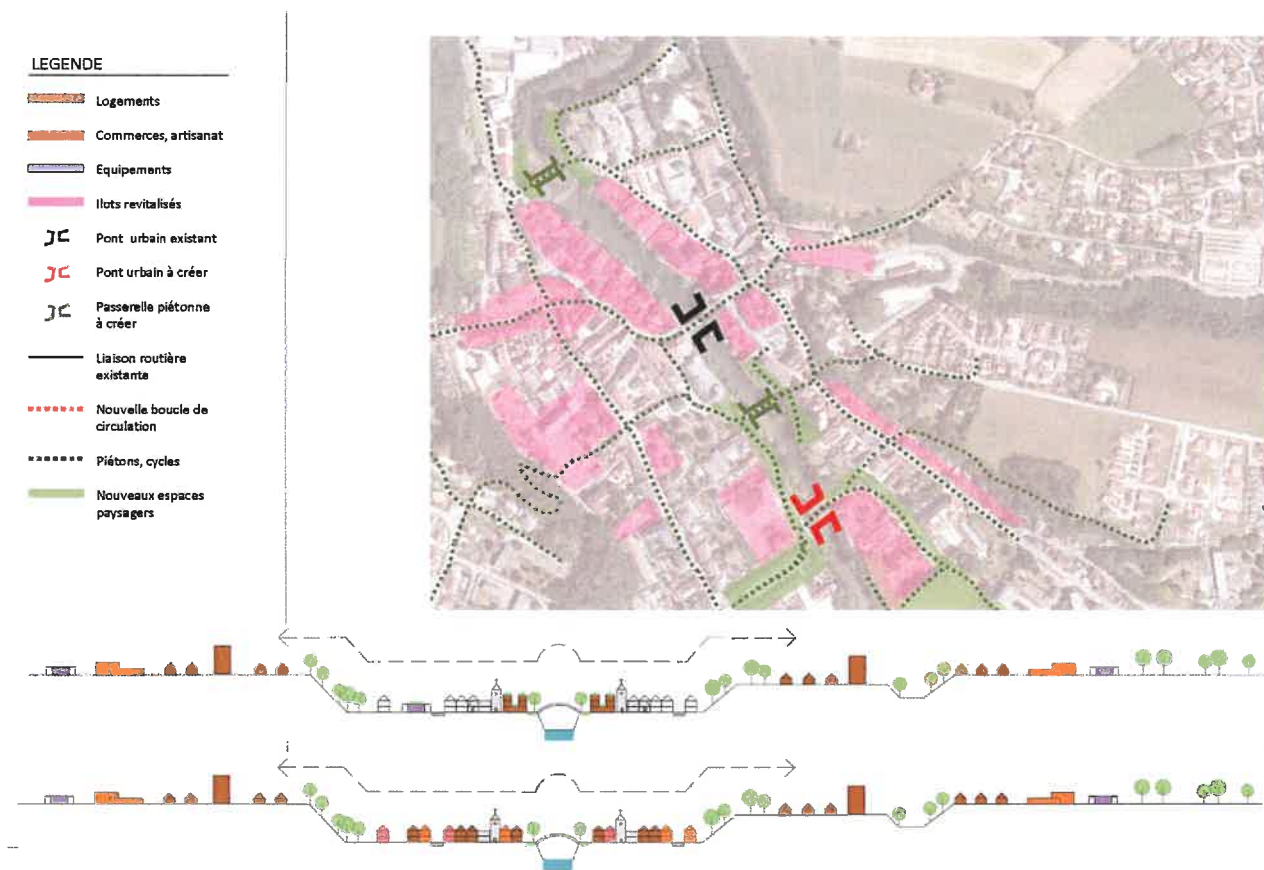 LEGENDE
Logements
Commerces, artisanat
Equipements
Ilots revitalisés
Pont urbain existant
Pont urbain à créer
Passerelle piétonne
à créer
Liaison routière
existante
Nouvelle boucle de
circulation
Piétons, cycles
Nouveaux espaces
paysagers